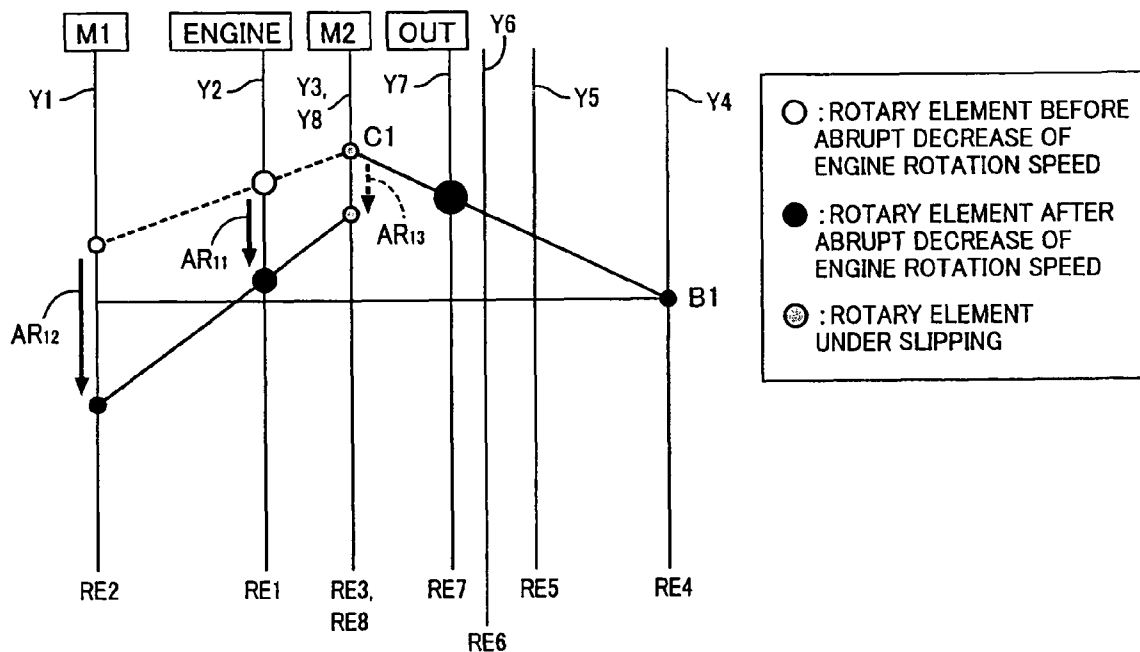 M1 ENGINE M2 OUT Y6
Y1 Y2 Y3, Y7 Y5 Y4
Y8
C1
AR11 AR13
AR12
B1
RE2 RE1 RE3, RE7 RE5 RE4
RE8
RE6
: ROTARY ELEMENT BEFORE
ABRUPT DECREASE OF
ENGINE ROTATION SPEED
: ROTARY ELEMENT AFTER
ABRUPT DECREASE OF
ENGINE ROTATION SPEED
: ROTARY ELEMENT
UNDER SLIPPING